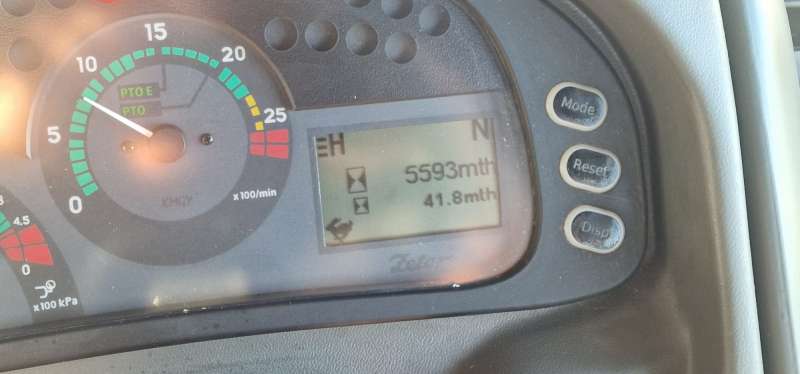 15
10
20
PTO E
PTO
5
25
0
x100/min
H N
5593mth
41.8mth
Zetor
Mode
Reset
Disp
4.5
0
x100 kPa